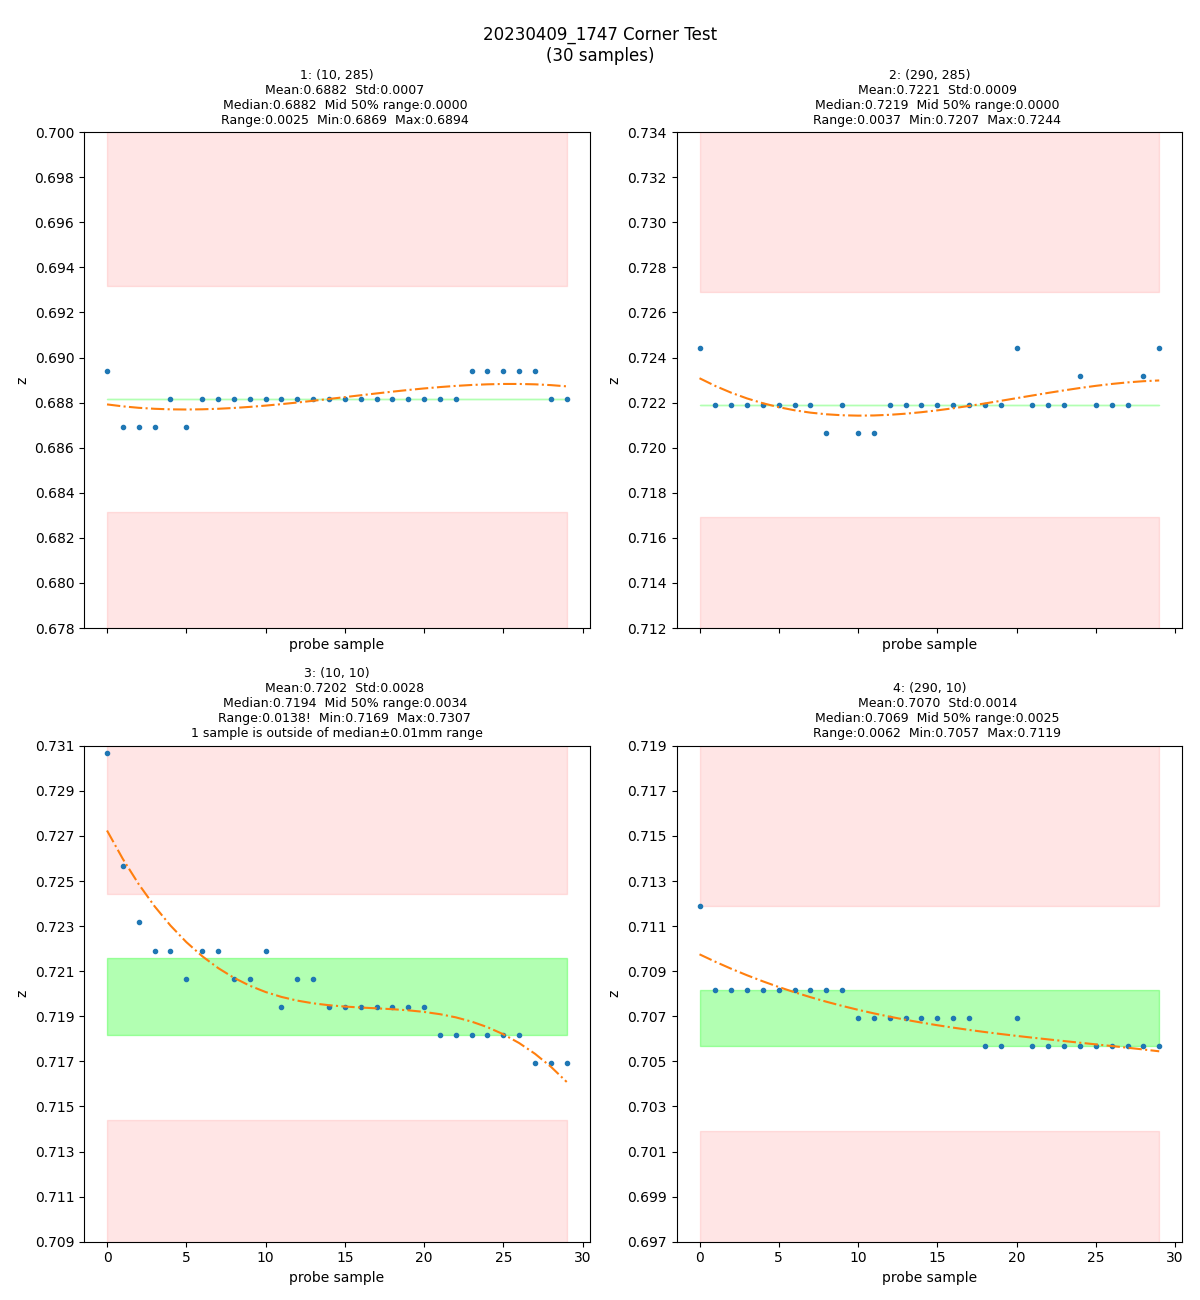 20230409_1747 Corner Test
(30 samples)
1: (10, 285)
Mean:0.6882  Std:0.0007
Median:0.6882  Mid 50% range:0.0000
Range:0.0025  Min:0.6869  Max:0.6894
0.700
0.698
0.696
0.694
0.692
0.690
0.688
0.686
0.684
0.682
0.680
0.678
z
probe sample
2: (290, 285)
Mean:0.7221  Std:0.0009
Median:0.7219  Mid 50% range:0.0000
Range:0.0037  Min:0.7207  Max:0.7244
0.734
0.732
0.730
0.728
0.726
0.724
0.722
0.720
0.718
0.716
0.714
0.712
z
probe sample
3: (10, 10)
Mean:0.7202  Std:0.0028
Median:0.7194  Mid 50% range:0.0034
Range:0.0138!  Min:0.7169  Max:0.7307
1 sample is outside of median±0.01mm range
0.731
0.729
0.727
0.725
0.723
0.721
0.719
0.717
0.715
0.713
0.711
0.709
z
0 5 10 15 20 25 30
probe sample
4: (290, 10)
Mean:0.7070  Std:0.0014
Median:0.7069  Mid 50% range:0.0025
Range:0.0062  Min:0.7057  Max:0.7119
0.719
0.717
0.715
0.713
0.711
0.709
0.707
0.705
0.703
0.701
0.699
0.697
z
0 5 10 15 20 25 30
probe sample